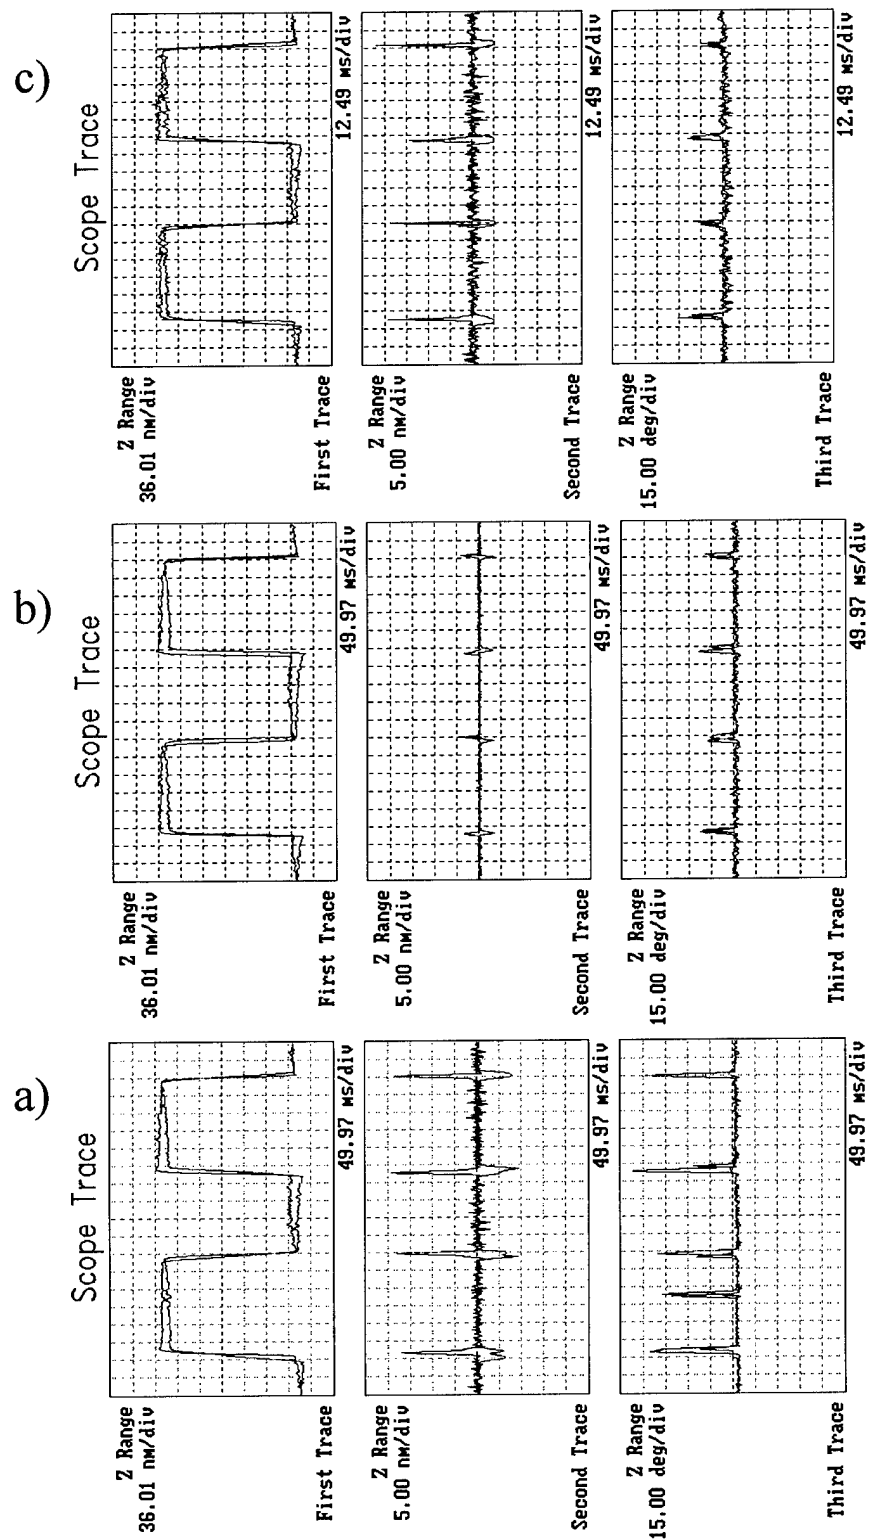 a)
Scope Trace
Z Range
36.01 nm/div
First Trace
49.97 ms/div
Z Range
5.00 nm/div
Second Trace
49.97 ms/div
Z Range
15.00 deg/div
Third Trace
49.97 ms/div
b)
Scope Trace
Z Range
36.01 nm/div
First Trace
49.97 ms/div
Z Range
5.00 nm/div
Second Trace
49.97 ms/div
Z Range
15.00 deg/div
Third Trace
49.97 ms/div
c)
Scope Trace
Z Range
36.01 nm/div
First Trace
12.49 ms/div
Z Range
5.00 nm/div
Second Trace
12.49 ms/div
Z Range
15.00 deg/div
Third Trace
12.49 ms/div